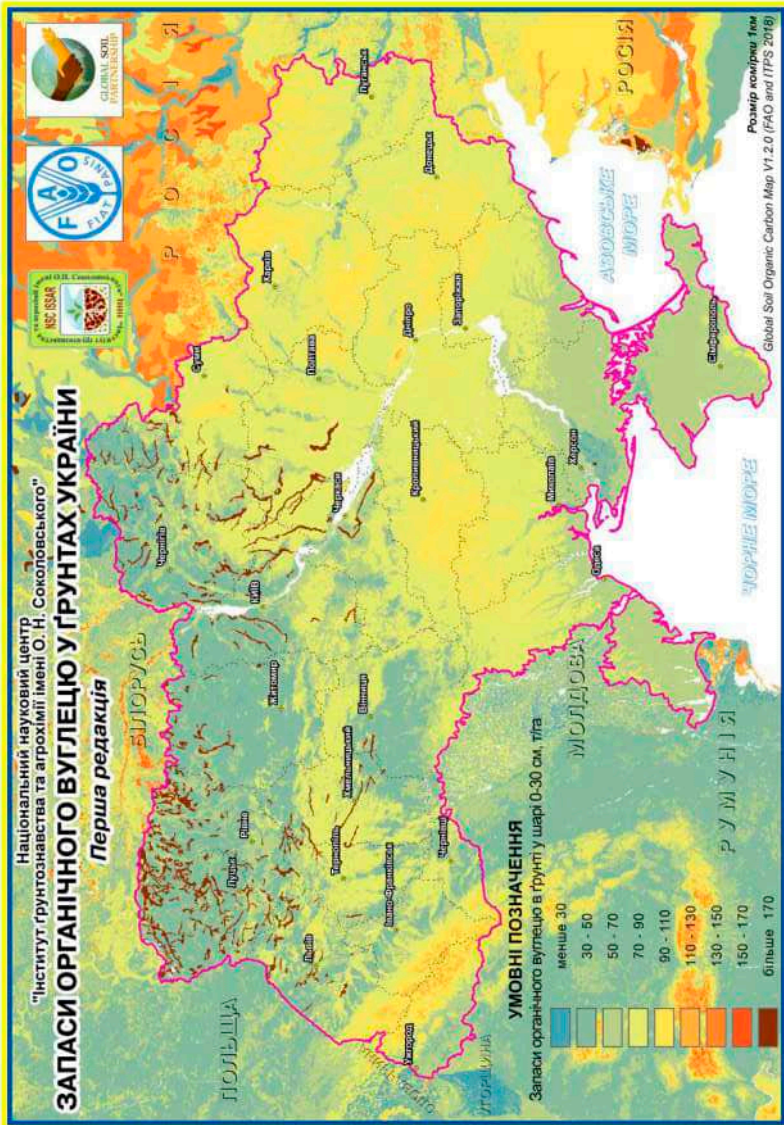 Національний науковий центр
"Інститут ґрунтознавства та агрохімії імені О. Н. Соколовського"
ЗАПАСИ ОРГАНІЧНОГО ВУГЛЕЦЮ У ҐРУНТАХ УКРАЇНИ
Перша редакція
NSC ISSAR
FAO
FIAT PANIS
GLOBAL SOIL
PARTNERSHIP
БІЛОРУСЬ
РОСІЯ
ПОЛЬЩА
Чернігів
Суми
Луцьк
Рівне
Житомир
Київ
Харків
Львів
Тернопіль
Хмельницький
Вінниця
Черкаси
Полтава
Луганськ
Ужгород
Івано-Франківськ
Чернівці
Кропивницький
Дніпро
Донецьк
Запоріжжя
УГОРЩИНА
МОЛДОВА
Миколаїв
Херсон
Одеса
РУМУНІЯ
АЗОВСЬКЕ
МОРЕ
РОСІЯ
Сімферополь
ЧОРНЕ МОРЕ
УМОВНІ ПОЗНАЧЕННЯ
Запаси органічного вуглецю в ґрунті у шарі 0-30 см, т/га
менше 30
30 - 50
50 - 70
70 - 90
90 - 110
110 - 130
130 - 150
150 - 170
більше 170
Розмір комірки 1км
Global Soil Organic Carbon Map V1.2.0 (FAO and ITPS 2018)